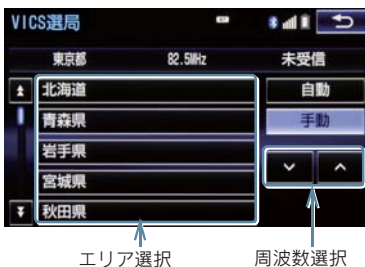 VICS選局
東京都 82.5MHz 未受信
北海道 自動
青森県 手動
岩手県
宮城県
秋田県
エリア選択 周波数選択